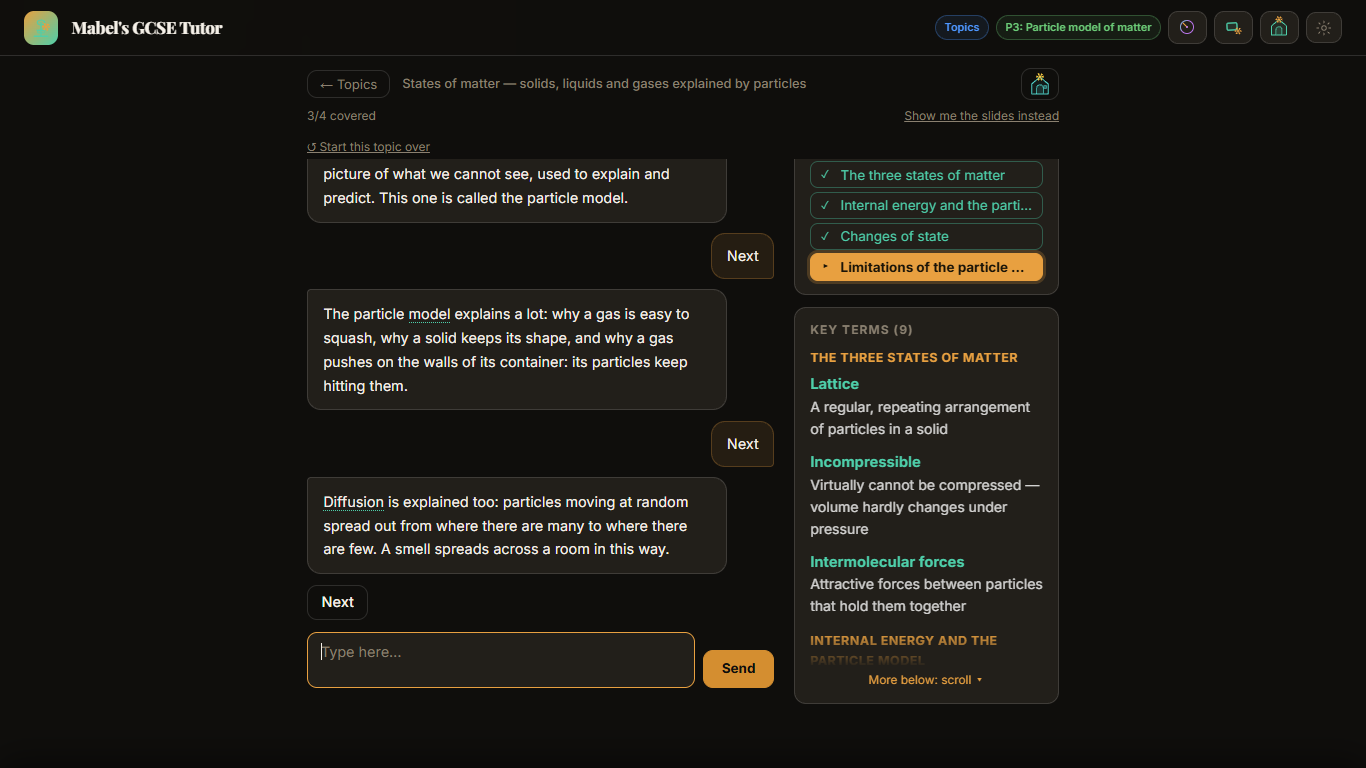 Mabel's GCSE Tutor
Topics
P3: Particle model of matter
← Topics
States of matter — solids, liquids and gases explained by particles
3/4 covered
Show me the slides instead
↺ Start this topic over
picture of what we cannot see, used to explain and
predict. This one is called the particle model.
Next
The particle model explains a lot: why a gas is easy to
squash, why a solid keeps its shape, and why a gas
pushes on the walls of its container: its particles keep
hitting them.
Next
Diffusion is explained too: particles moving at random
spread out from where there are many to where there
are few. A smell spreads across a room in this way.
Next
Type here...
Send
✓ The three states of matter
✓ Internal energy and the parti...
✓ Changes of state
▸ Limitations of the particle ...
KEY TERMS (9)
THE THREE STATES OF MATTER
Lattice
A regular, repeating arrangement
of particles in a solid
Incompressible
Virtually cannot be compressed —
volume hardly changes under
pressure
Intermolecular forces
Attractive forces between particles
that hold them together
INTERNAL ENERGY AND THE
PARTICLE MODEL
More below: scroll ▾